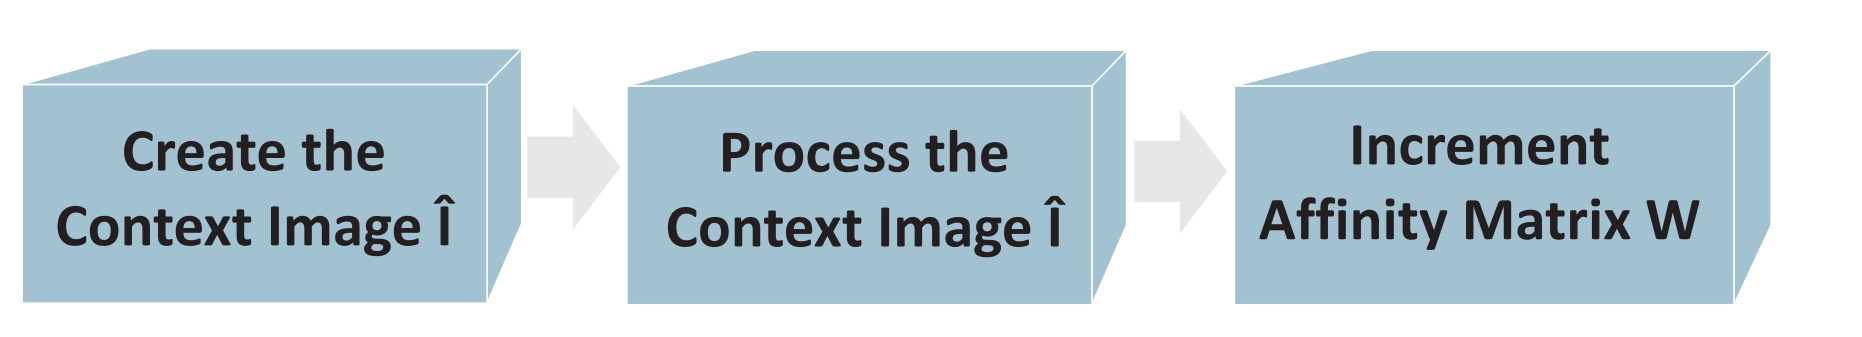 Create the
Context Image Î
Process the
Context Image Î
Increment
Affinity Matrix W